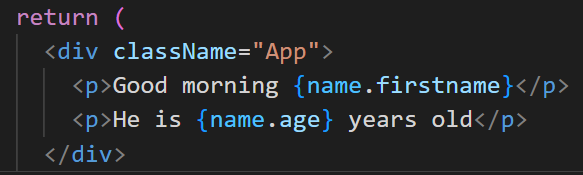 return (
<div className="App">
<p>Good morning {name.firstname}</p>
<p>He is {name.age} years old</p>
</div>